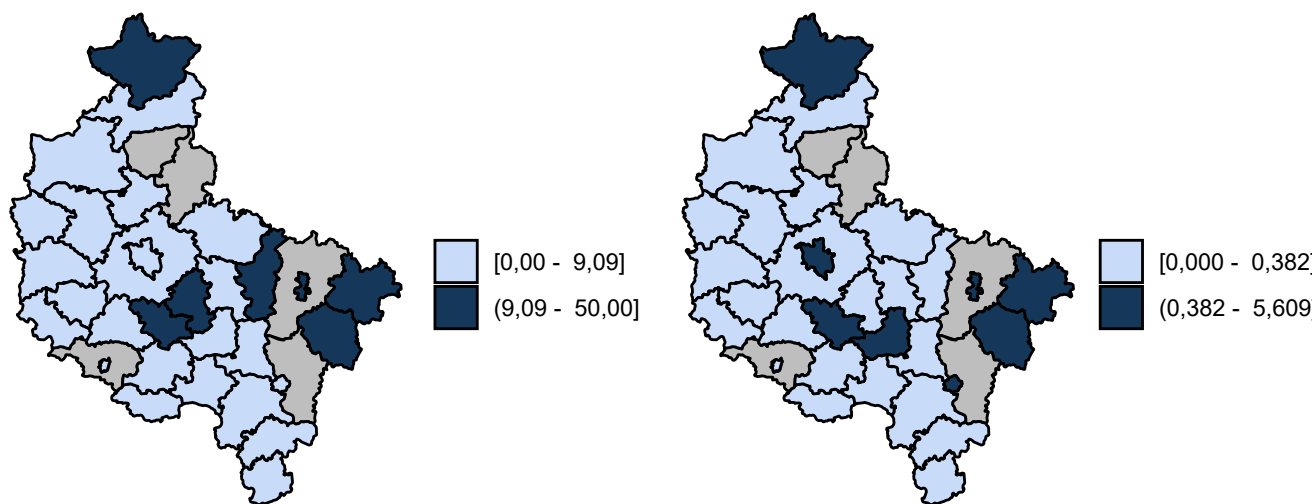 [0,00 - 9,09]
(9,09 - 50,00]
[0,000 - 0,382]
(0,382 - 5,609]